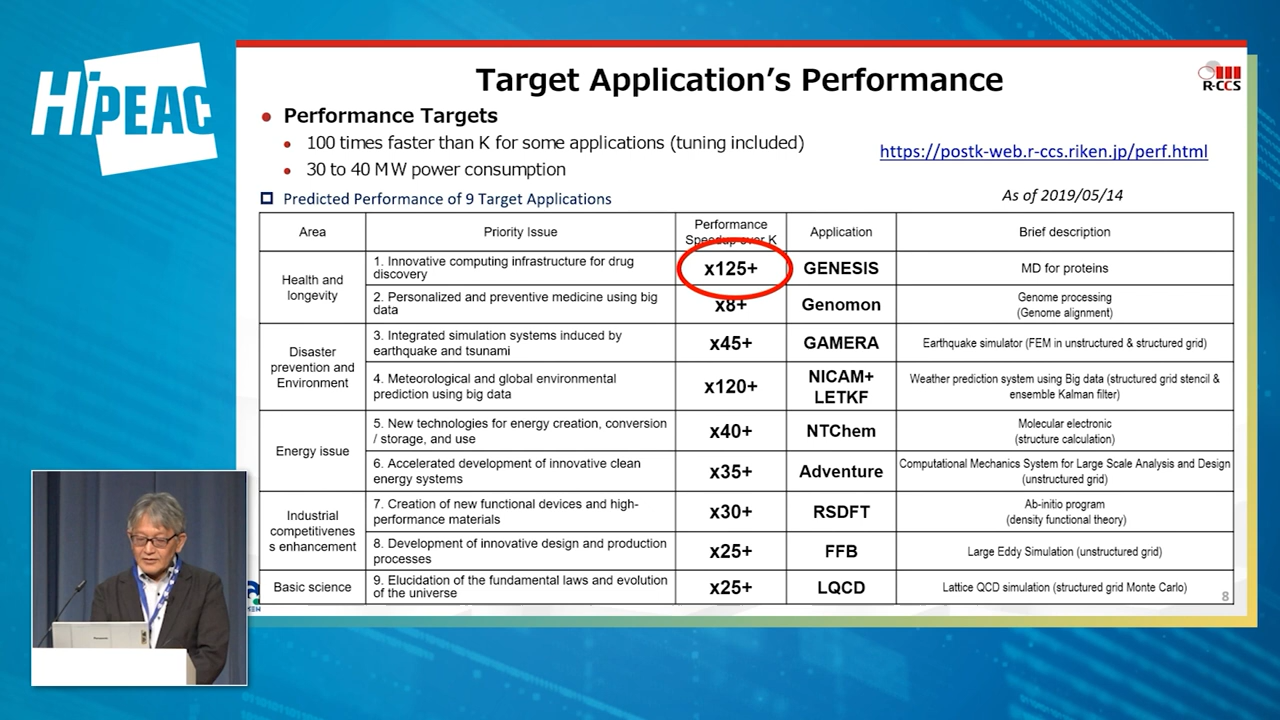 HiPEAC
Target Application's Performance
R-CCS
Performance Targets
100 times faster than K for some applications (tuning included)
30 to 40 MW power consumption
https://postk-web.r-ccs.riken.jp/perf.html
Predicted Performance of 9 Target Applications
As of 2019/05/14
Area
Priority Issue
Performance
Speedup over K
Application
Brief description
Health and
longevity
1. Innovative computing infrastructure for drug
discovery
x125+
GENESIS
MD for proteins
2. Personalized and preventive medicine using big
data
x8+
Genomon
Genome processing
(Genome alignment)
Disaster
prevention and
Environment
3. Integrated simulation systems induced by
earthquake and tsunami
x45+
GAMERA
Earthquake simulator (FEM in unstructured & structured grid)
4. Meteorological and global environmental
prediction using big data
x120+
NICAM+
LETKF
Weather prediction system using Big data (structured grid stencil &
ensemble Kalman filter)
Energy issue
5. New technologies for energy creation, conversion
/ storage, and use
x40+
NTChem
Molecular electronic
(structure calculation)
6. Accelerated development of innovative clean
energy systems
x35+
Adventure
Computational Mechanics System for Large Scale Analysis and Design
(unstructured grid)
Industrial
competitivenes
s enhancement
7. Creation of new functional devices and high-
performance materials
x30+
RSDFT
Ab-initio program
(density functional theory)
8. Development of innovative design and production
processes
x25+
FFB
Large Eddy Simulation (unstructured grid)
Basic science
9. Elucidation of the fundamental laws and evolution
of the universe
x25+
LQCD
Lattice QCD simulation (structured grid Monte Carlo)
8